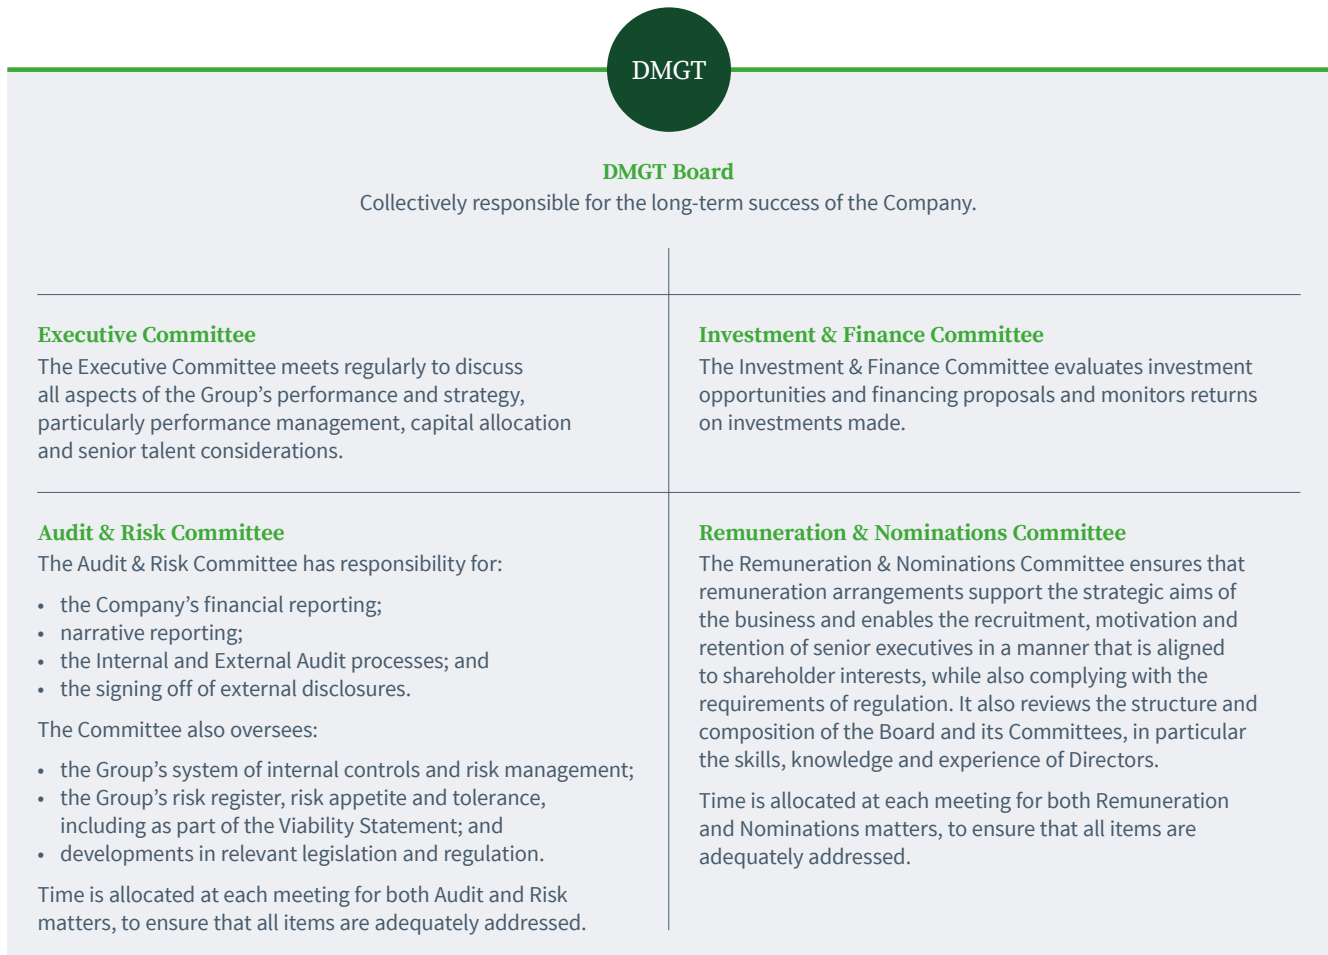 DMGT
DMGT Board
Collectively responsible for the long-term success of the Company.
Executive Committee
The Executive Committee meets regularly to discuss
all aspects of the Group’s performance and strategy,
particularly performance management, capital allocation
and senior talent considerations.
Investment & Finance Committee
The Investment & Finance Committee evaluates investment
opportunities and financing proposals and monitors returns
on investments made.
Audit & Risk Committee
The Audit & Risk Committee has responsibility for:
• the Company’s financial reporting;
• narrative reporting;
• the Internal and External Audit processes; and
• the signing off of external disclosures.
The Committee also oversees:
• the Group’s system of internal controls and risk management;
• the Group’s risk register, risk appetite and tolerance,
including as part of the Viability Statement; and
• developments in relevant legislation and regulation.
Time is allocated at each meeting for both Audit and Risk
matters, to ensure that all items are adequately addressed.
Remuneration & Nominations Committee
The Remuneration & Nominations Committee ensures that
remuneration arrangements support the strategic aims of
the business and enables the recruitment, motivation and
retention of senior executives in a manner that is aligned
to shareholder interests, while also complying with the
requirements of regulation. It also reviews the structure and
composition of the Board and its Committees, in particular
the skills, knowledge and experience of Directors.
Time is allocated at each meeting for both Remuneration
and Nominations matters, to ensure that all items are
adequately addressed.